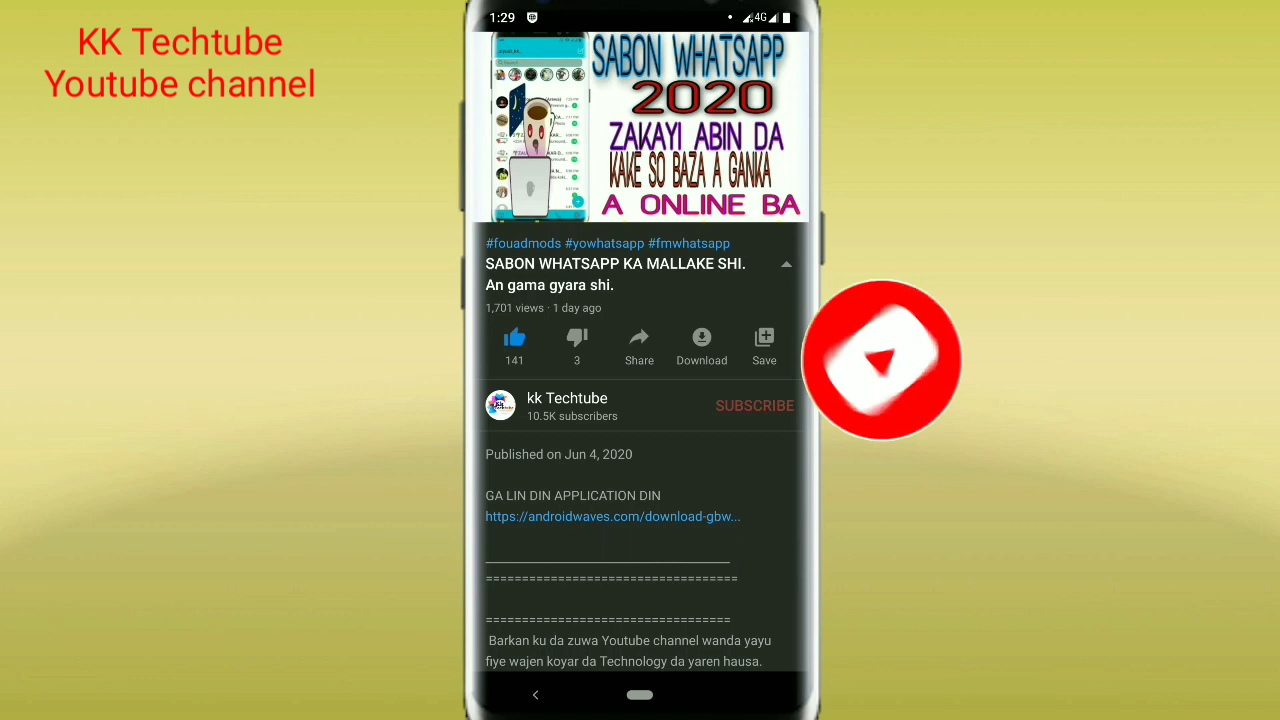 KK Techtube
Youtube channel
1:29
4G
SABON WHATSAPP
2020
ZAKAYI ABIN DA
KAKE SO BAZA A GANKA
A ONLINE BA
#fouadmods #yowhatsapp #fmwhatsapp
SABON WHATSAPP KA MALLAKE SHI.
An gama gyara shi.
1,701 views · 1 day ago
141
3
Share
Download
Save
kk Techtube
10.5K subscribers
SUBSCRIBE
Published on Jun 4, 2020
GA LIN DIN APPLICATION DIN
https://androidwaves.com/download-gbw...
==================================
=================================
Barkan ku da zuwa Youtube channel wanda yayu
fiye wajen koyar da Technology da yaren hausa.